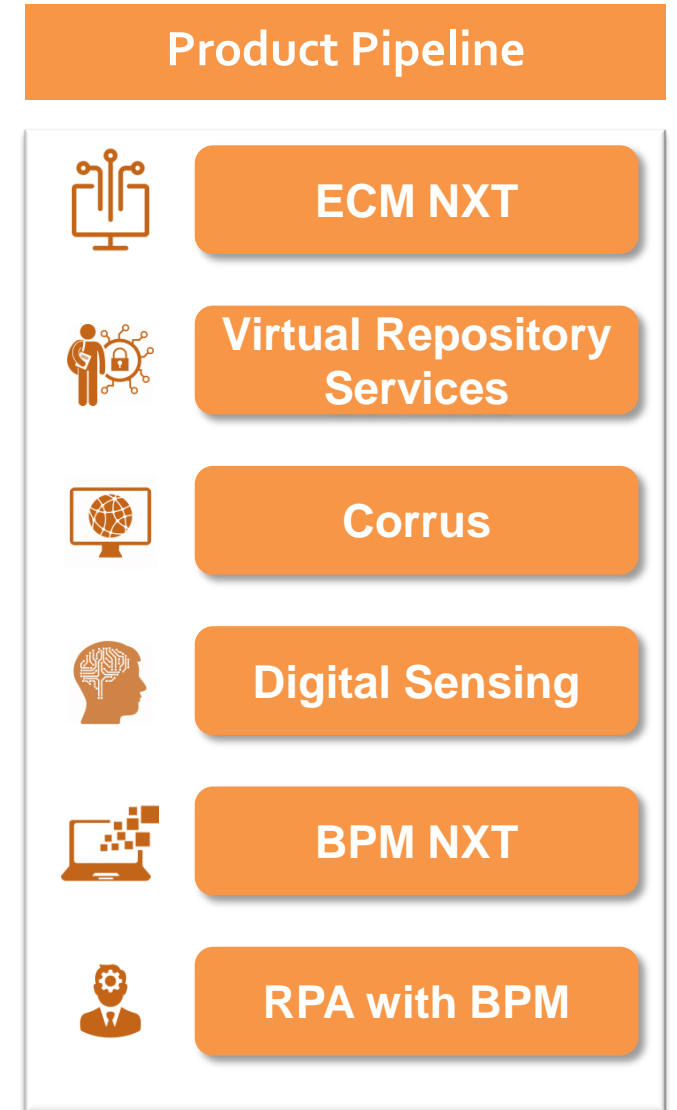 Product Pipeline
ECM NXT
Virtual Repository
Services
Corrus
Digital Sensing
BPM NXT
RPA with BPM